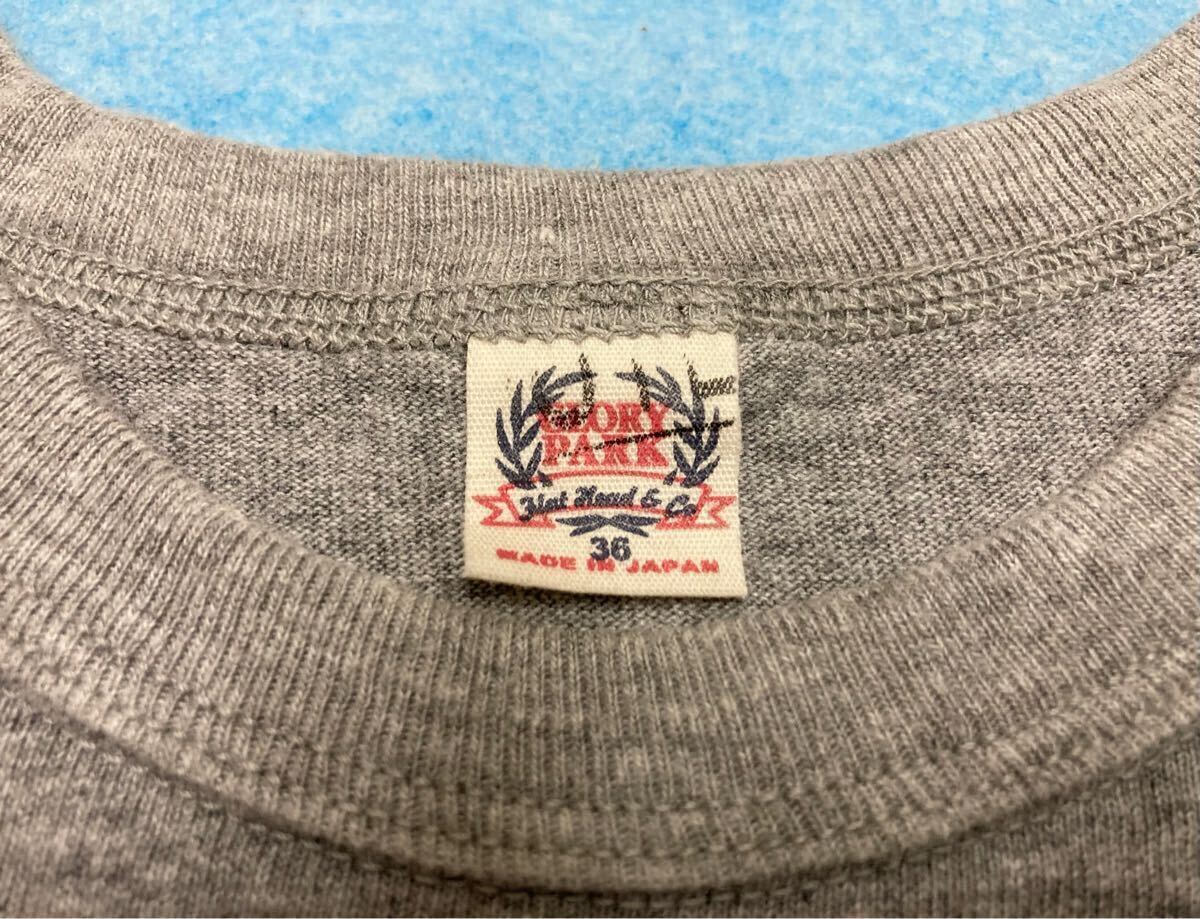 GLORY
PARK
Flat Head & Co
36
MADE IN JAPAN